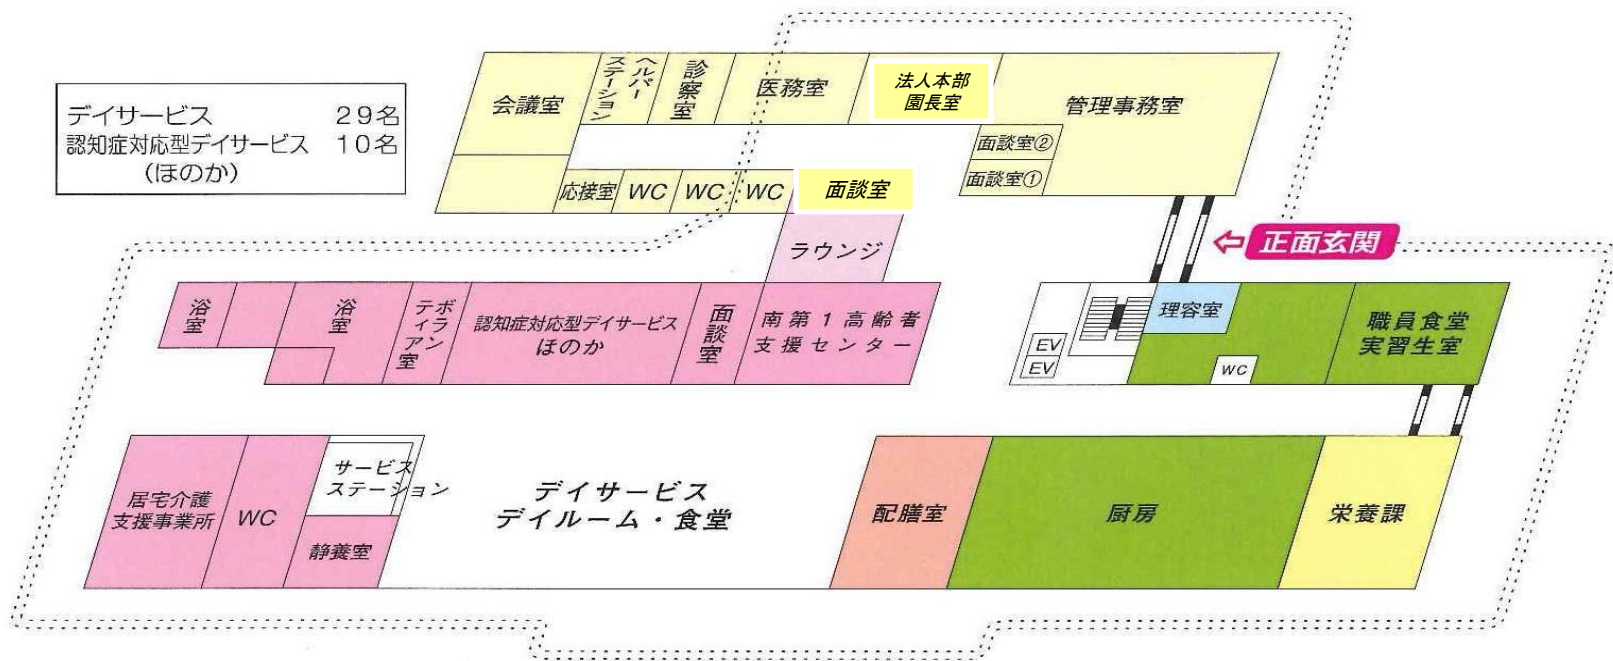 デイサービス 29名
認知症対応型デイサービス 10名
(ほのか)
会議室
ヘルパー
ステーション
診察室
医務室
法人本部
園長室
管理事務室
面談室②
面談室①
応接室
WC
WC
WC
面談室
ラウンジ
正面玄関
浴室
浴室
ボランティア室
認知症対応型デイサービス
ほのか
面談室
南第1高齢者
支援センター
EV
EV
理容室
WC
職員食堂
実習生室
居宅介護
支援事業所
WC
サービス
ステーション
静養室
デイサービス
デイルーム・食堂
配膳室
厨房
栄養課